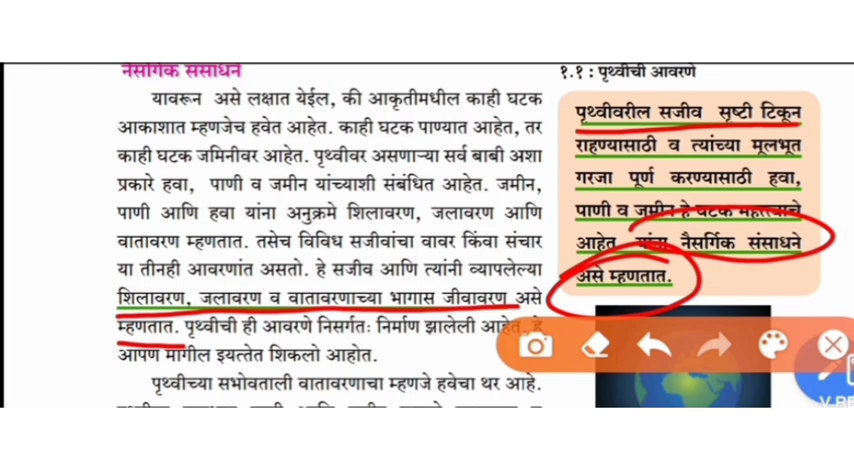 नैसर्गिक संसाधने
यावरून असे लक्षात येईल, की आकृतीमधील काही घटक
आकाशात म्हणजेच हवेत आहेत. काही घटक पाण्यात आहेत, तर
काही घटक जमिनीवर आहेत. पृथ्वीवर असणाऱ्या सर्व बाबी अशा
प्रकारे हवा, पाणी व जमीन यांच्याशी संबंधित आहेत. जमीन,
पाणी आणि हवा यांना अनुक्रमे शिलावरण, जलावरण आणि
वातावरण म्हणतात. तसेच विविध सजीवांचा वावर किंवा संचार
या तीनही आवरणांत असतो. हे सजीव आणि त्यांनी व्यापलेल्या
शिलावरण, जलावरण व वातावरणाच्या भागास जीवावरण असे
म्हणतात. पृथ्वीची ही आवरणे निसर्गतः निर्माण झालेली आहेत, हे
आपण मागील इयत्तेत शिकलो आहोत.
पृथ्वीच्या सभोवताली वातावरणाचा म्हणजे हवेचा थर आहे.
१.१ : पृथ्वीची आवरणे
पृथ्वीवरील सजीव सृष्टी टिकून
राहण्यासाठी व त्यांच्या मूलभूत
गरजा पूर्ण करण्यासाठी हवा,
पाणी व जमीन हे घटक महत्त्वाचे
आहेत. यांना नैसर्गिक संसाधने
असे म्हणतात.